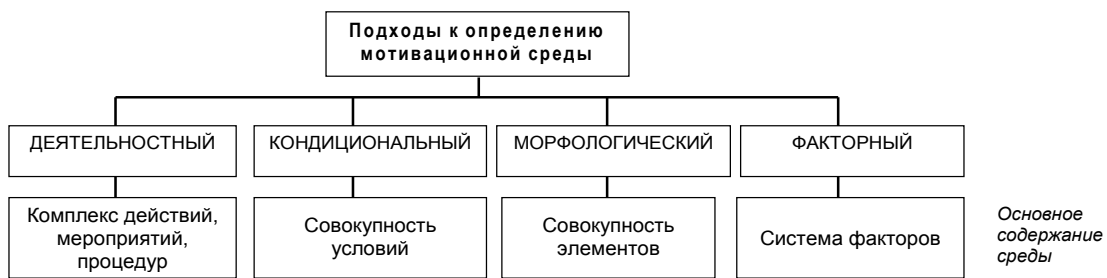 Подходы к определению
мотивационной среды
ДЕЯТЕЛЬНОСТНЫЙ
КОНДИЦИОНАЛЬНЫЙ
МОРФОЛОГИЧЕСКИЙ
ФАКТОРНЫЙ
Комплекс действий,
мероприятий,
процедур
Совокупность
условий
Совокупность
элементов
Система факторов
Основное
содержание
среды